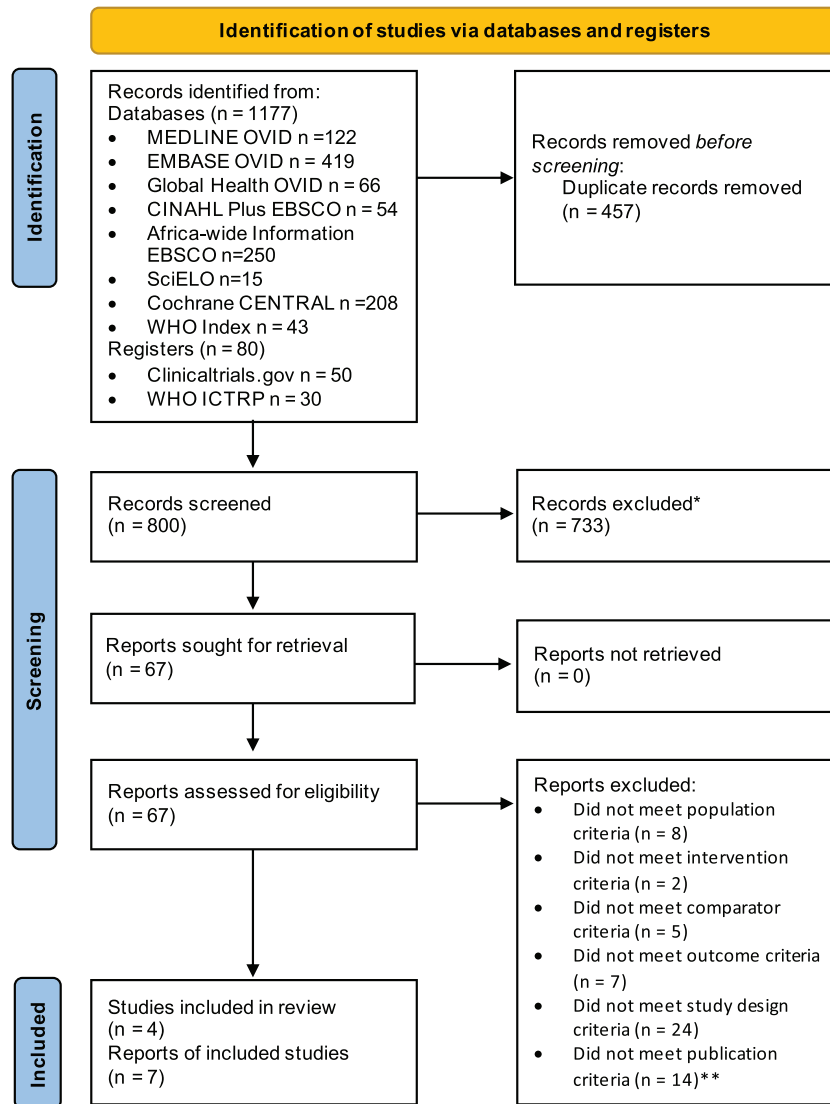 Identification of studies via databases and registers
Identification
Records identified from:
Databases (n = 1177)
• MEDLINE OVID n =122
• EMBASE OVID n = 419
• Global Health OVID n = 66
• CINAHL Plus EBSCO n = 54
• Africa-wide Information
EBSCO n=250
• SciELO n=15
• Cochrane CENTRAL n =208
• WHO Index n = 43
Registers (n = 80)
• Clinicaltrials.gov n = 50
• WHO ICTRP n = 30
Records removed before
screening:
Duplicate records removed
(n = 457)
Screening
Records screened
(n = 800)
Records excluded*
(n = 733)
Reports sought for retrieval
(n = 67)
Reports not retrieved
(n = 0)
Reports assessed for eligibility
(n = 67)
Reports excluded:
• Did not meet population
criteria (n = 8)
• Did not meet intervention
criteria (n = 2)
• Did not meet comparator
criteria (n = 5)
• Did not meet outcome criteria
(n = 7)
• Did not meet study design
criteria (n = 24)
• Did not meet publication
criteria (n = 14)**
Included
Studies included in review
(n = 4)
Reports of included studies
(n = 7)